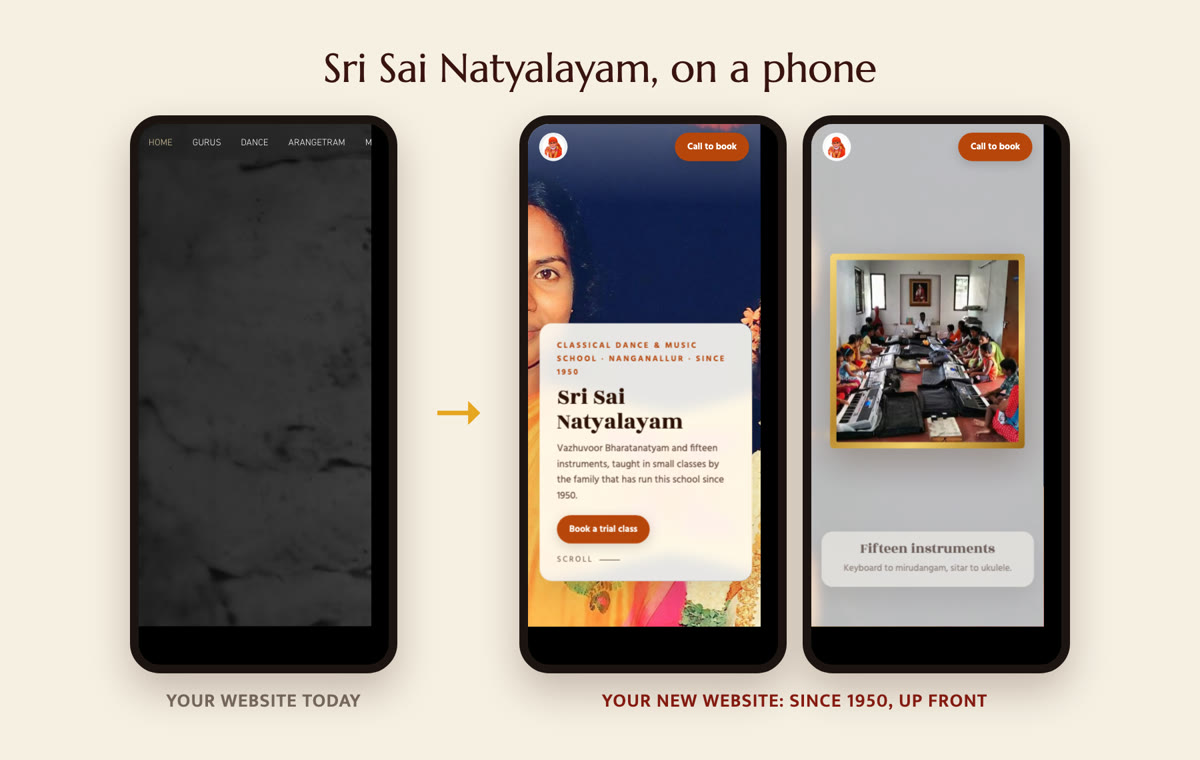 Sri Sai Natyalayam, on a phone
HOME GURUS DANCE ARANGETRAM M
Call to book
CLASSICAL DANCE & MUSIC
SCHOOL · NANGANALLUR · SINCE
1950
Sri Sai
Natyalayam
Vazhuvoor Bharatanatyam and fifteen
instruments, taught in small classes by
the family that has run this school since
1950.
Book a trial class
SCROLL
Call to book
Fifteen instruments
Keyboard to mirudangam, sitar to ukulele.
YOUR WEBSITE TODAY
YOUR NEW WEBSITE: SINCE 1950, UP FRONT